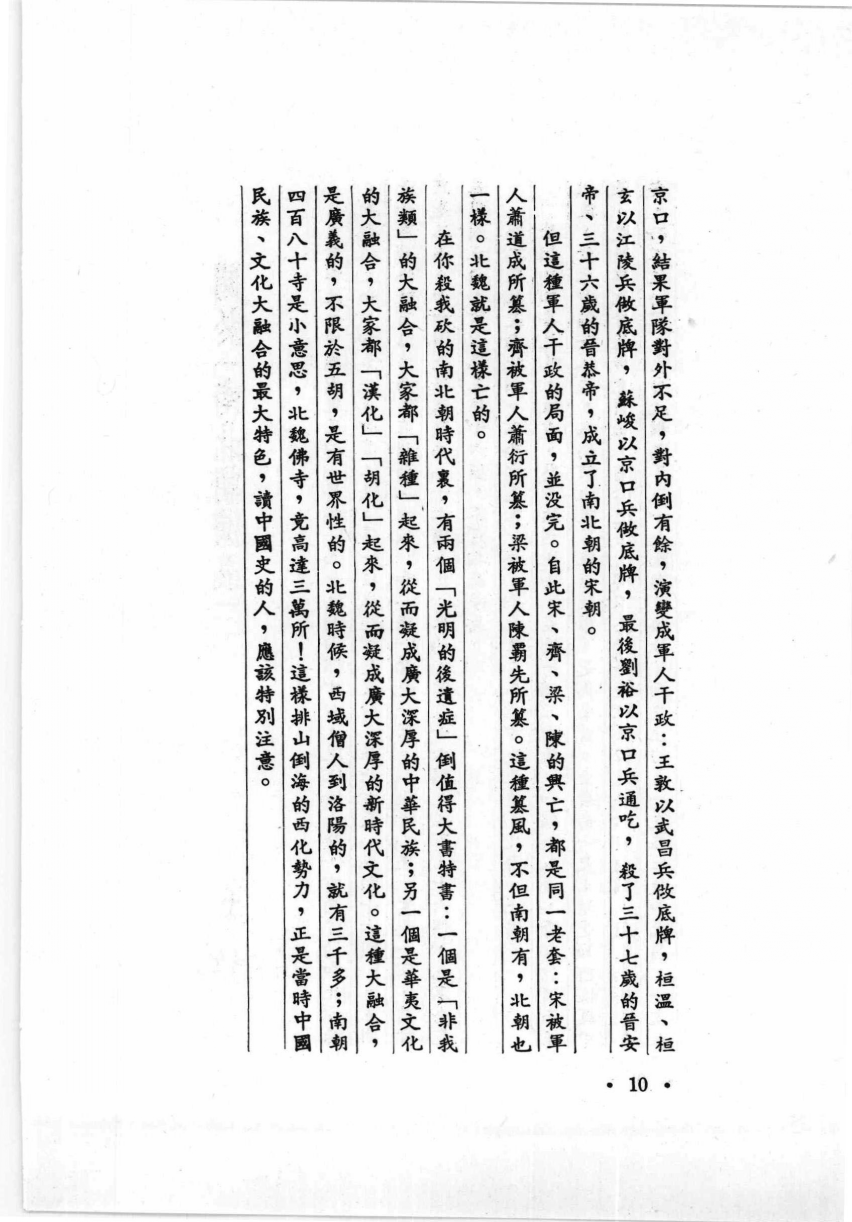 京口，結果軍隊對外不足，對內倒有餘，演變成軍人干政：王敦以武昌兵做底牌，桓溫、桓
玄以江陵兵做底牌，蘇峻以京口兵做底牌，最後劉裕以京口兵通吃，殺了三十七歲的晉安
帝、三十六歲的晉恭帝，成立了南北朝的宋朝。
但這種軍人干政的局面，並没完。自此宋、齊、梁、陳的興亡，都是同一老套：宋被軍
人蕭道成所篡；齊被軍人蕭衍所篡；梁被軍人陳霸先所篡。這種篡風，不但南朝有，北朝也
一樣。北魏就是這樣亡的。
在你殺我砍的南北朝時代裏，有兩個「光明的後遺症」倒值得大書特書：一個是「非我
族類」的大融合，大家都「雜種」起來，從而凝成廣大深厚的中華民族；另一個是華夷文化
的大融合，大家都「漢化」「胡化」起來，從而凝成廣大深厚的新時代文化。這種大融合，
是廣義的，不限於五胡，是有世界性的。北魏時候，西域僧人到洛陽的，就有三千多；南朝
四百八十寺是小意思，北魏佛寺，竟高達三萬所！這樣排山倒海的西化勢力，正是當時中國
民族、文化大融合的最大特色，讀中國史的人，應該特別注意。
• 10 •